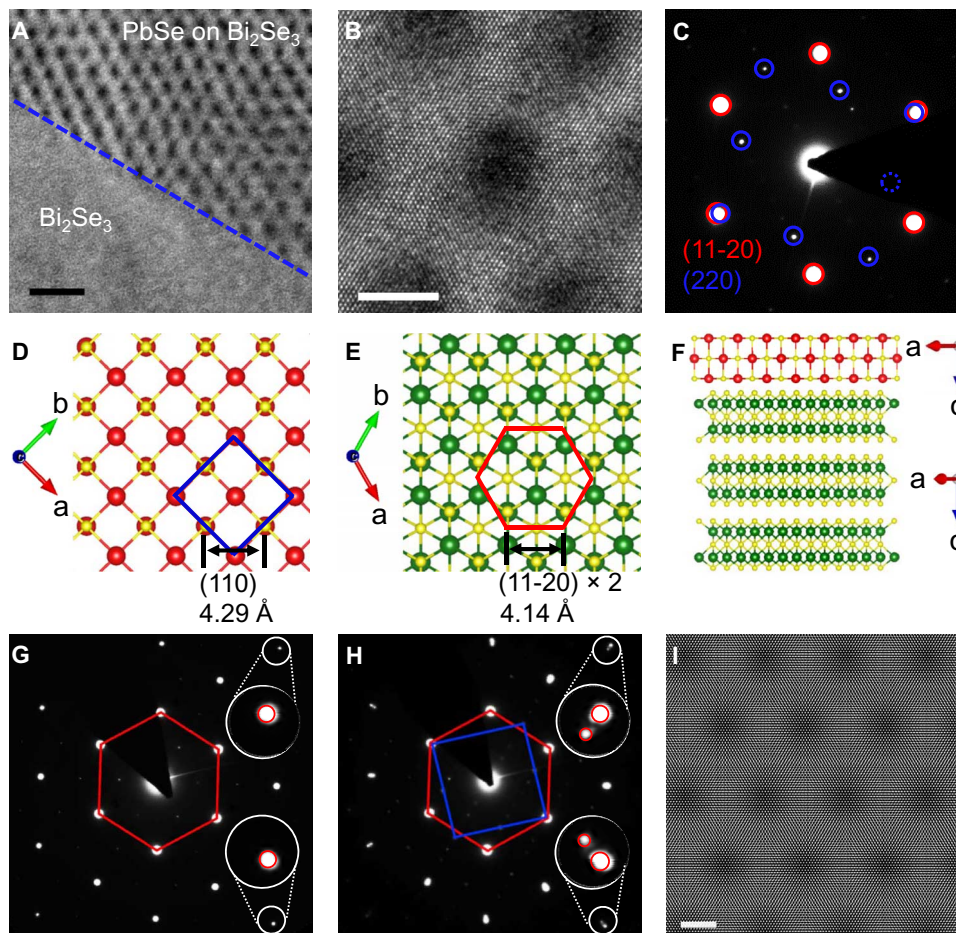 A
PbSe on Bi₂Se₃
Bi₂Se₃
B
C
(11-20)
(220)
D
b
a
(110)
4.29 Å
E
b
a
(11-20) × 2
4.14 Å
F
a
a
G
H
I